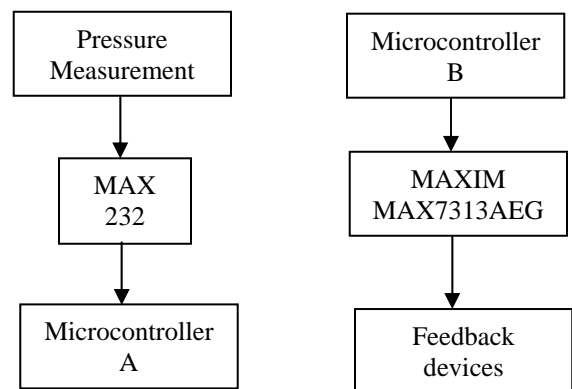 Pressure
Measurement
MAX
232
Microcontroller
A
Microcontroller
B
MAXIM
MAX7313AEG
Feedback
devices